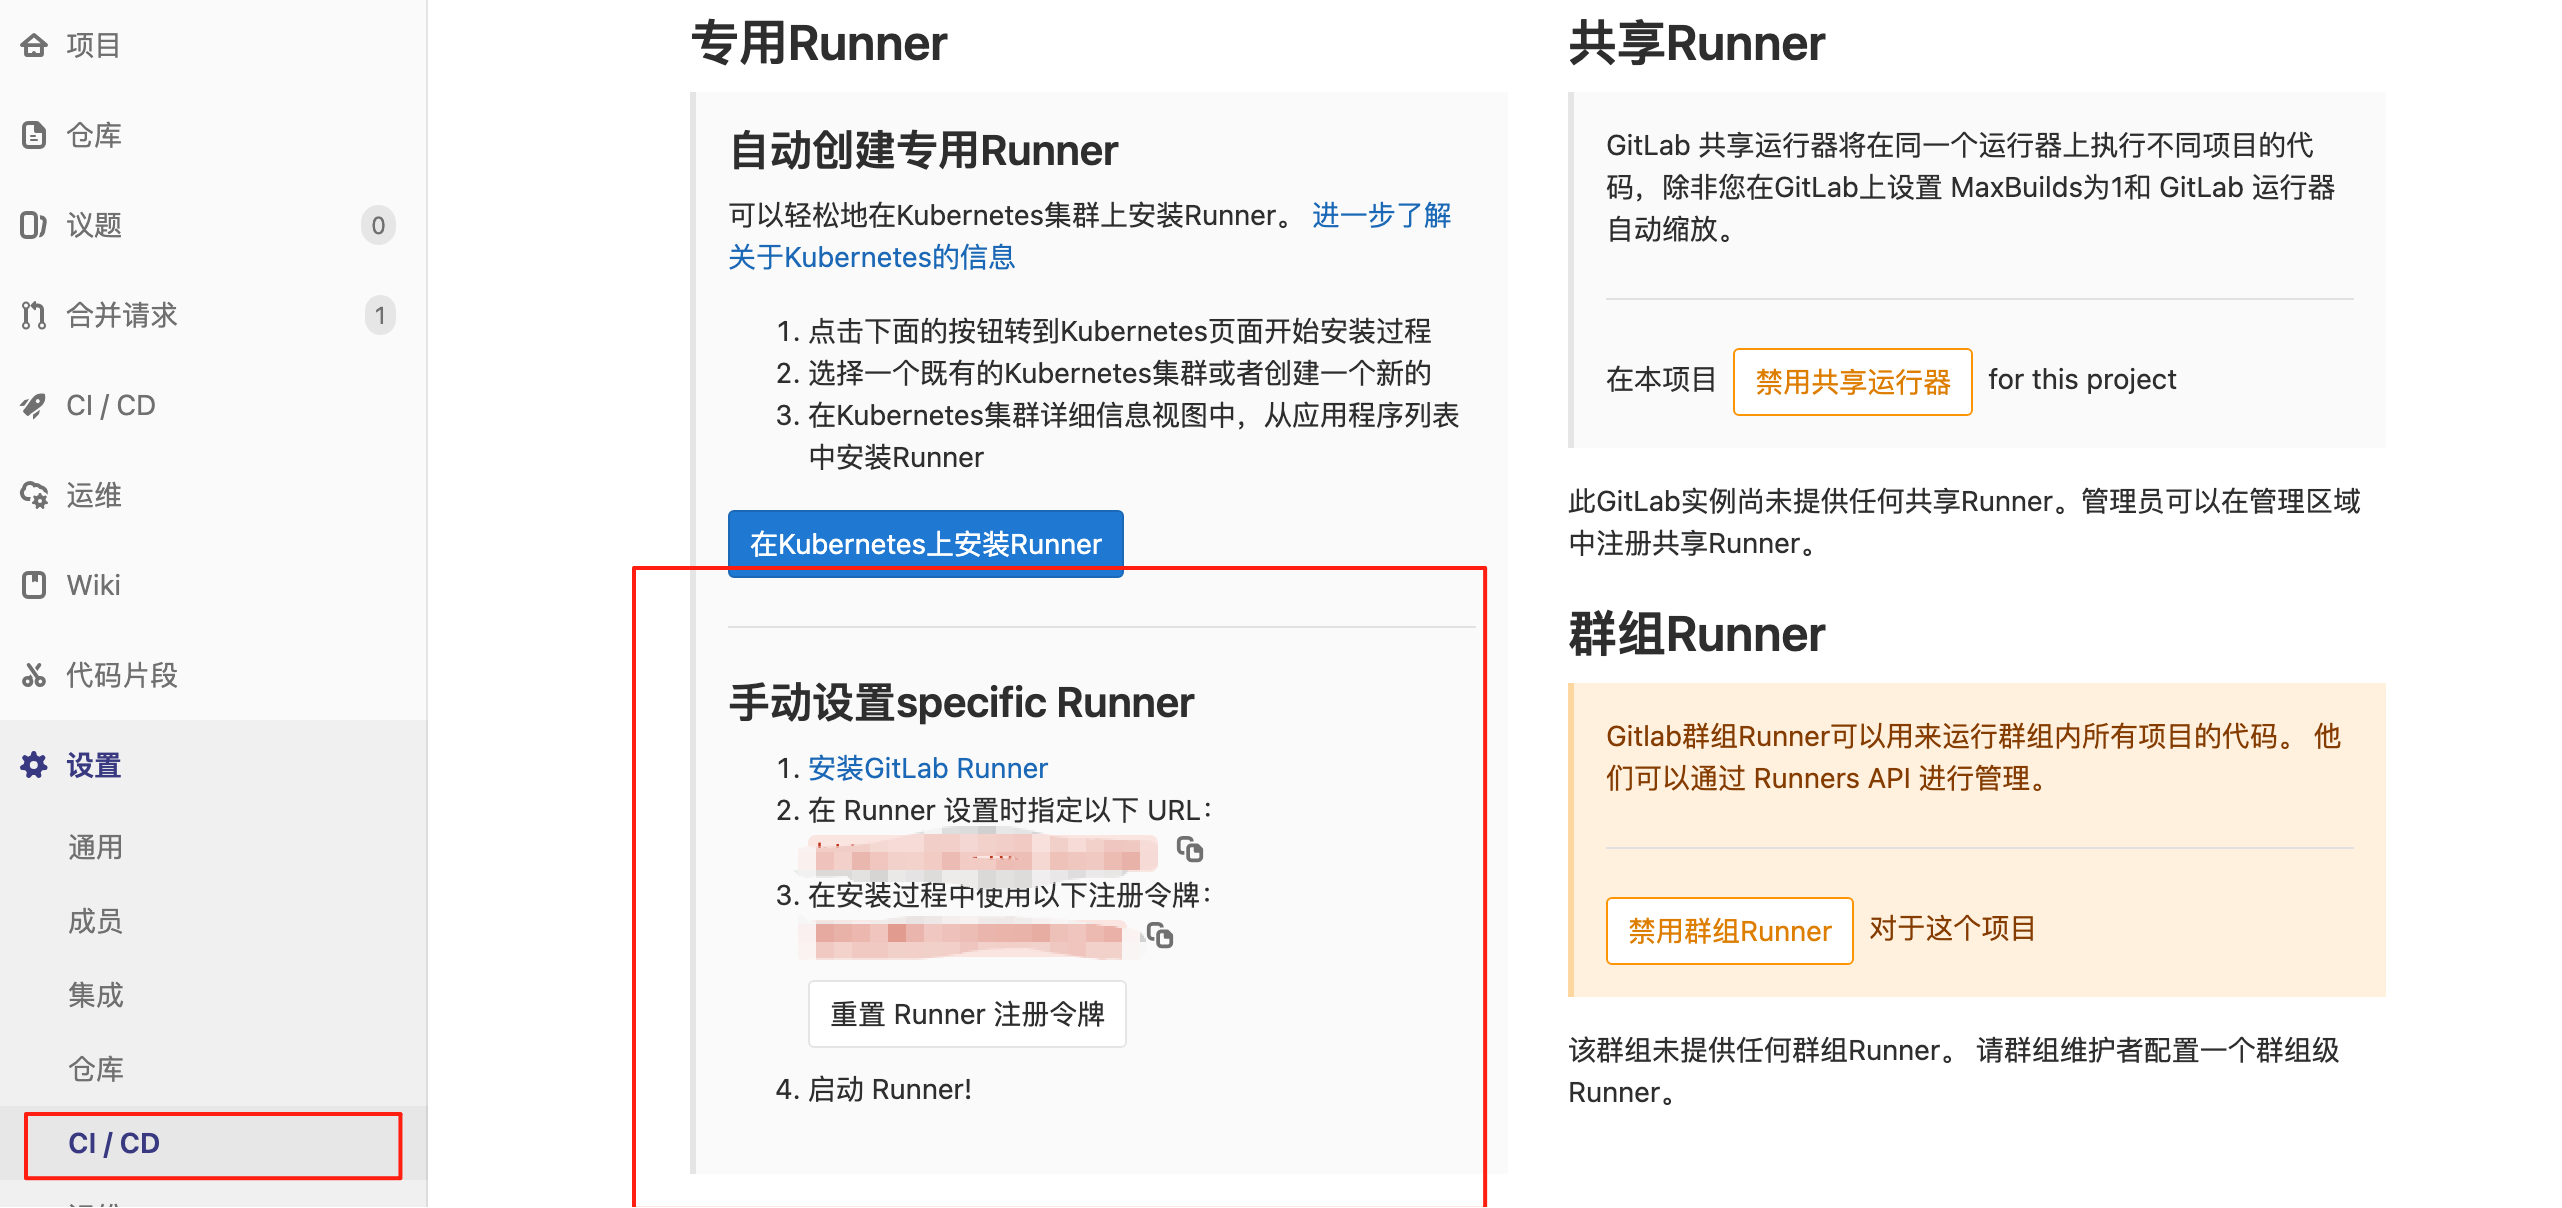 项目
仓库
议题 0
合并请求 1
CI / CD
运维
Wiki
代码片段
设置
通用
成员
集成
仓库
CI / CD
专用Runner
自动创建专用Runner
可以轻松地在Kubernetes集群上安装Runner。 进一步了解
关于Kubernetes的信息
1. 点击下面的按钮转到Kubernetes页面开始安装过程
2. 选择一个既有的Kubernetes集群或者创建一个新的
3. 在Kubernetes集群详细信息视图中，从应用程序列表
中安装Runner
在Kubernetes上安装Runner
手动设置specific Runner
1. 安装GitLab Runner
2. 在 Runner 设置时指定以下 URL：
3. 在安装过程中使用以下注册令牌：
重置 Runner 注册令牌
4. 启动 Runner!
共享Runner
GitLab 共享运行器将在同一个运行器上执行不同项目的代
码，除非您在GitLab上设置 MaxBuilds为1和 GitLab 运行器
自动缩放。
在本项目 禁用共享运行器 for this project
此GitLab实例尚未提供任何共享Runner。管理员可以在管理区域
中注册共享Runner。
群组Runner
Gitlab群组Runner可以用来运行群组内所有项目的代码。 他
们可以通过 Runners API 进行管理。
禁用群组Runner 对于这个项目
该群组未提供任何群组Runner。 请群组维护者配置一个群组级
Runner。